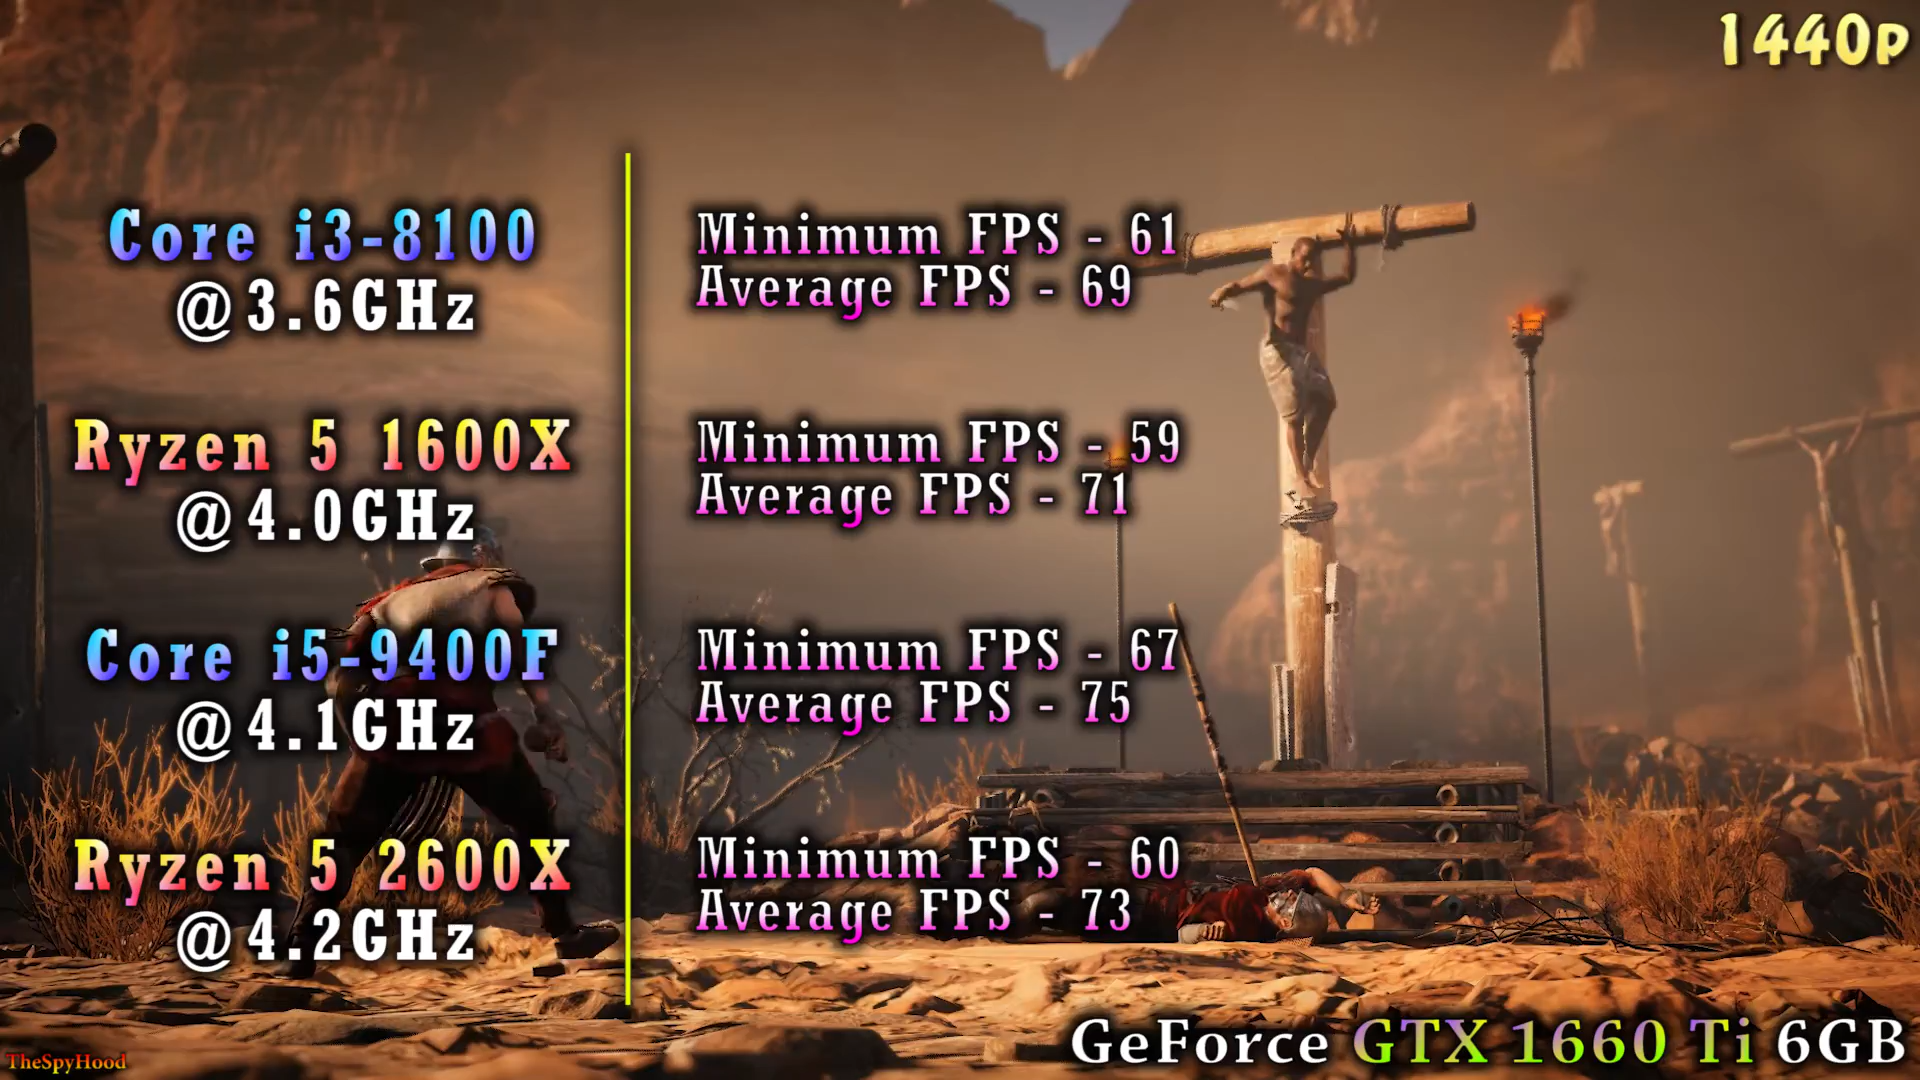 1440p
Core i3-8100
@3.6GHz
Minimum FPS - 61
Average FPS - 69
Ryzen 5 1600X
@4.0GHz
Minimum FPS - 59
Average FPS - 71
Core i5-9400F
@4.1GHz
Minimum FPS - 67
Average FPS - 75
Ryzen 5 2600X
@4.2GHz
Minimum FPS - 60
Average FPS - 73
GeForce GTX 1660 Ti 6GB
TheSpyHood